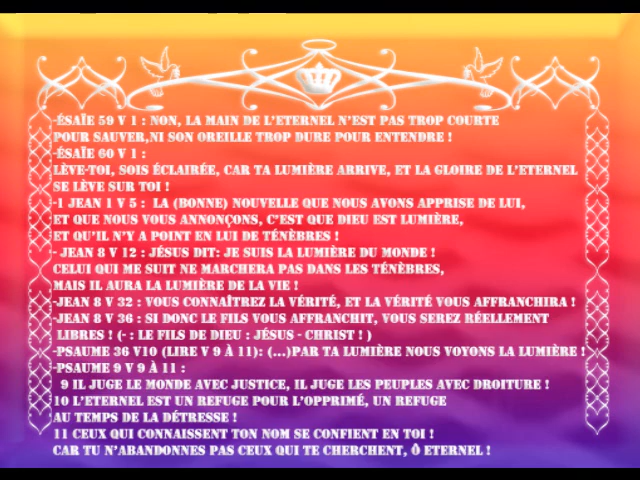 -ÉSAÏE 59 V 1 : NON, LA MAIN DE L'ETERNEL N'EST PAS TROP COURTE
POUR SAUVER,NI SON OREILLE TROP DURE POUR ENTENDRE !
-ÉSAÏE 60 V 1 :
LÈVE-TOI, SOIS ÉCLAIRÉE, CAR TA LUMIÈRE ARRIVE, ET LA GLOIRE DE L'ETERNEL
SE LÈVE SUR TOI !
-1 JEAN 1 V 5 : LA (BONNE) NOUVELLE QUE NOUS AVONS APPRISE DE LUI,
ET QUE NOUS VOUS ANNONÇONS, C'EST QUE DIEU EST LUMIÈRE,
ET QU'IL N'Y A POINT EN LUI DE TÉNÈBRES !
- JEAN 8 V 12 : JÉSUS DIT: JE SUIS LA LUMIÈRE DU MONDE !
CELUI QUI ME SUIT NE MARCHERA PAS DANS LES TÉNÈBRES,
MAIS IL AURA LA LUMIÈRE DE LA VIE !
-JEAN 8 V 32 : VOUS CONNAÎTREZ LA VÉRITÉ, ET LA VÉRITÉ VOUS AFFRANCHIRA !
-JEAN 8 V 36 : SI DONC LE FILS VOUS AFFRANCHIT, VOUS SEREZ RÉELLEMENT
LIBRES ! (- : LE FILS DE DIEU : JÉSUS - CHRIST ! )
-PSAUME 36 V10 (LIRE V 9 À 11): (...)PAR TA LUMIÈRE NOUS VOYONS LA LUMIÈRE !
-PSAUME 9 V 9 À 11 :
9 IL JUGE LE MONDE AVEC JUSTICE, IL JUGE LES PEUPLES AVEC DROITURE !
10 L'ETERNEL EST UN REFUGE POUR L'OPPRIMÉ, UN REFUGE
AU TEMPS DE LA DÉTRESSE !
11 CEUX QUI CONNAISSENT TON NOM SE CONFIENT EN TOI !
CAR TU N'ABANDONNES PAS CEUX QUI TE CHERCHENT, Ô ETERNEL !